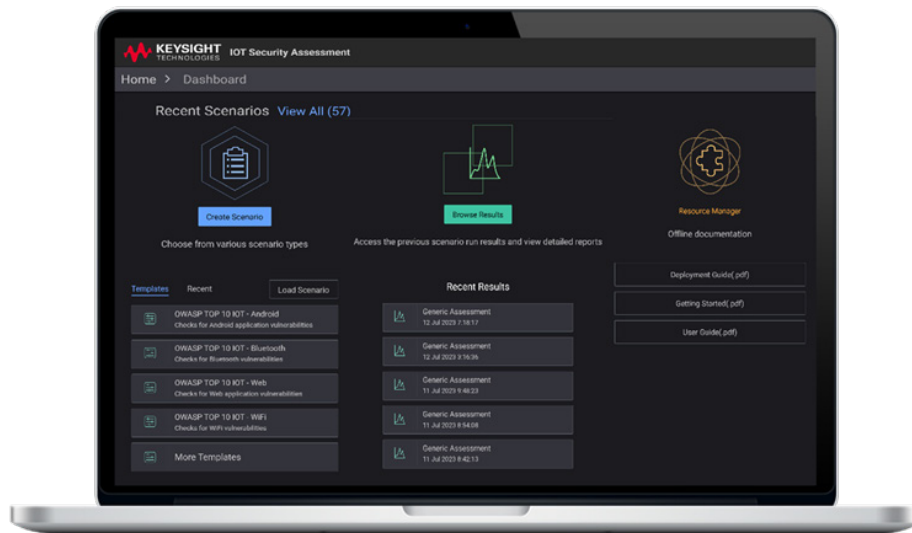 KEYSIGHT
TECHNOLOGIES
IOT Security Assessment
Home > Dashboard
Recent Scenarios View All (57)
Create Scenario
Choose from various scenario types
Browse Results
Access the previous scenario run results and view detailed reports
Resource Manager
Offline documentation
Deployment Guide(.pdf)
Getting Started(.pdf)
User Guide(.pdf)
Templates
Recent
Load Scenario
OWASP TOP 10 IOT - Android
Checks for Android application vulnerabilities
OWASP TOP 10 IOT - Bluetooth
Checks for Bluetooth vulnerabilities
OWASP TOP 10 IOT - Web
Checks for Web application vulnerabilities
OWASP TOP 10 IOT - WiFi
Checks for WiFi vulnerabilities
More Templates
Recent Results
Generic Assessment
12 Jul 2023 7:18:17
Generic Assessment
12 Jul 2023 3:16:36
Generic Assessment
11 Jul 2023 9:48:23
Generic Assessment
11 Jul 2023 8:54:08
Generic Assessment
11 Jul 2023 8:42:13